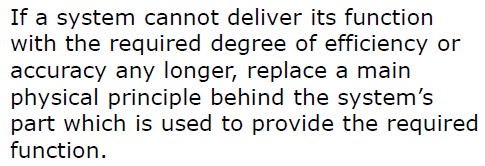 If a system cannot deliver its function
with the required degree of efficiency or
accuracy any longer, replace a main
physical principle behind the system's
part which is used to provide the required
function.